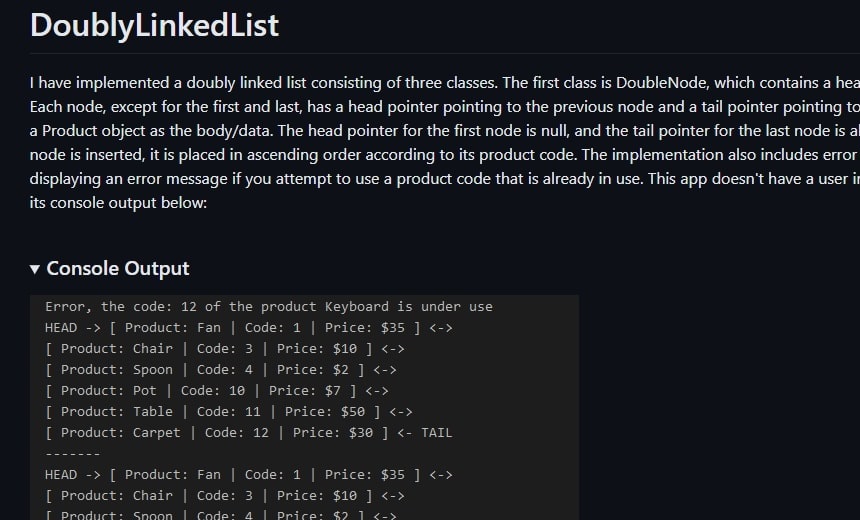 DoublyLinkedList
I have implemented a doubly linked list consisting of three classes. The first class is DoubleNode, which contains a
Each node, except for the first and last, has a head pointer pointing to the previous node and a tail pointer pointing to
a Product object as the body/data. The head pointer for the first node is null, and the tail pointer for the last node is
node is inserted, it is placed in ascending order according to its product code. The implementation also includes error
displaying an error message if you attempt to use a product code that is already in use. This app doesn't have a user
its console output below:
▼ Console Output
Error, the code: 12 of the product Keyboard is under use
HEAD -> [ Product: Fan | Code: 1 | Price: $35 ] <->
[ Product: Chair | Code: 3 | Price: $10 ] <->
[ Product: Spoon | Code: 4 | Price: $2 ] <->
[ Product: Pot | Code: 10 | Price: $7 ] <->
[ Product: Table | Code: 11 | Price: $50 ] <->
[ Product: Carpet | Code: 12 | Price: $30 ] <- TAIL
-------
HEAD -> [ Product: Fan | Code: 1 | Price: $35 ] <->
[ Product: Chair | Code: 3 | Price: $10 ] <->
[ Product: Spoon | Code: 4 | Price: $2 ] <->